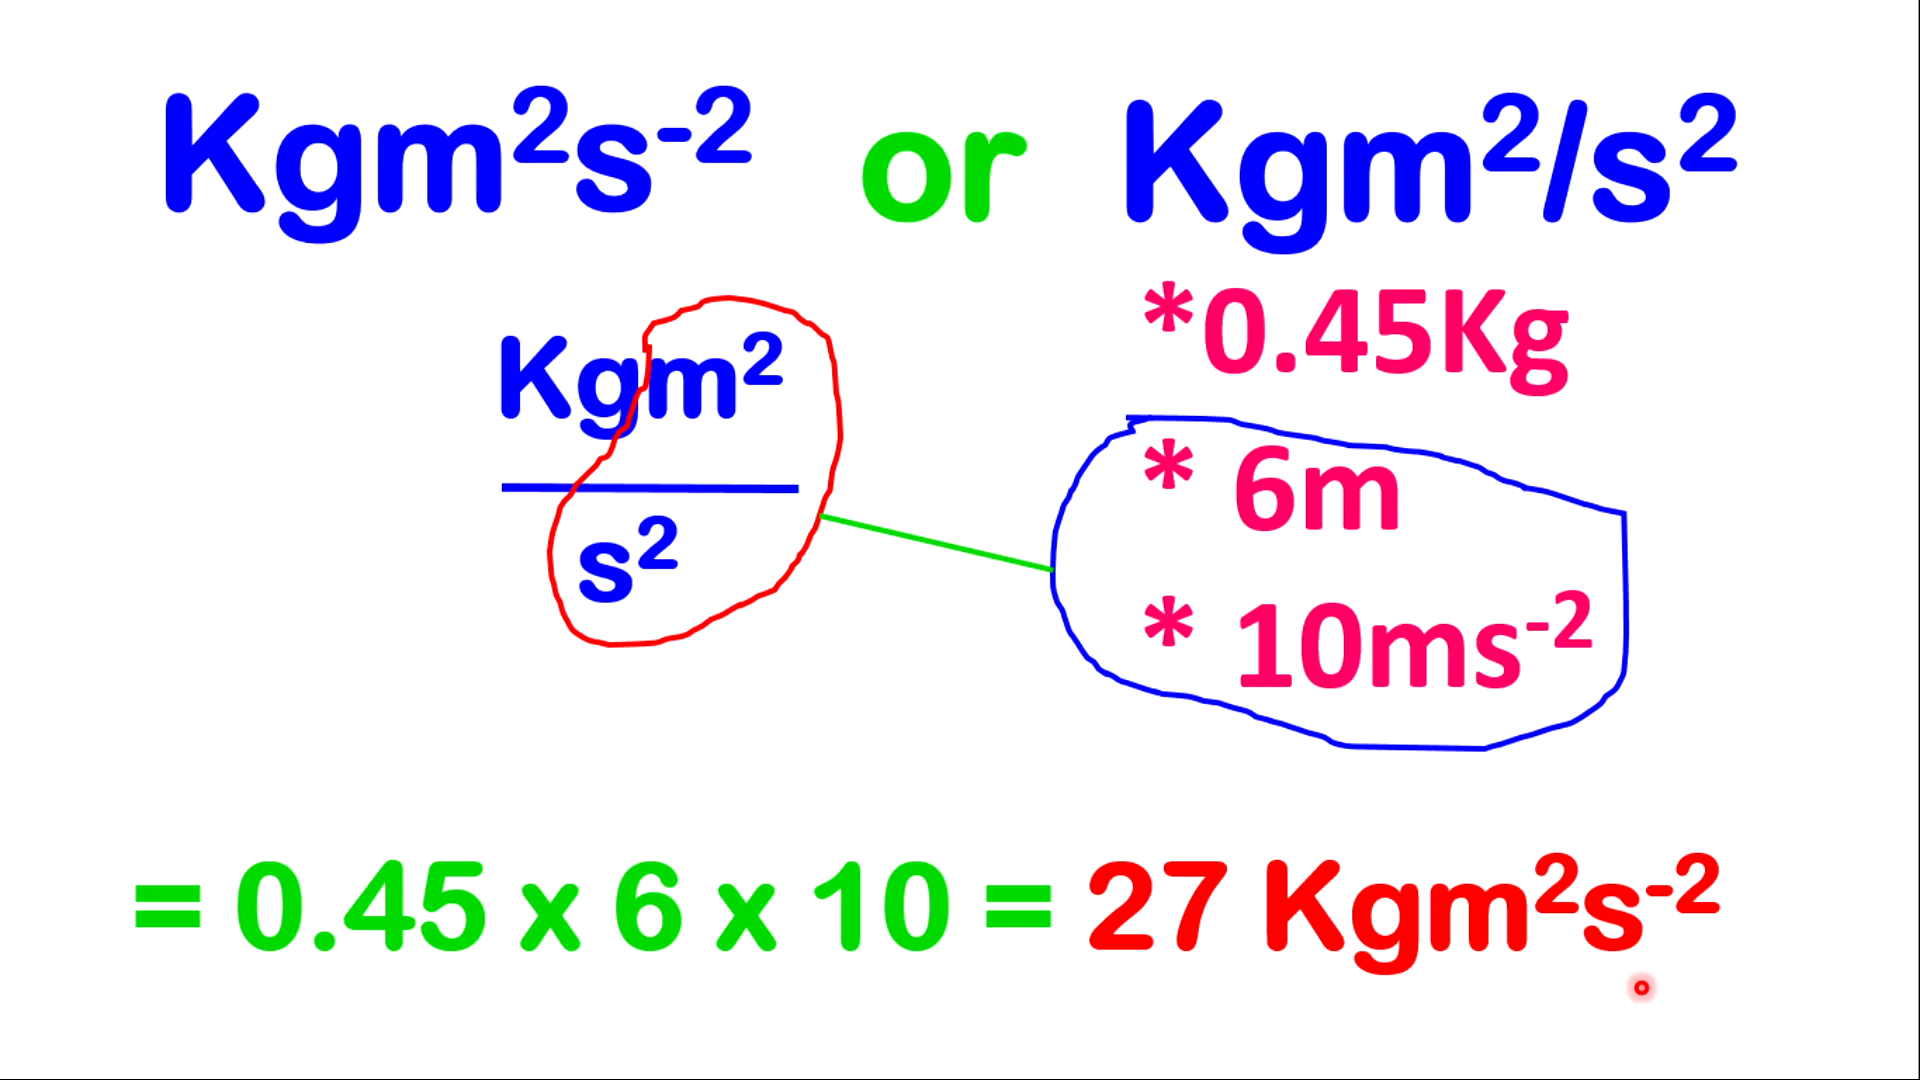 Kgm²s⁻² or Kgm²/s²
*0.45Kg
Kgm²
* 6m
s²
* 10ms⁻²
= 0.45 x 6 x 10 = 27 Kgm²s⁻²